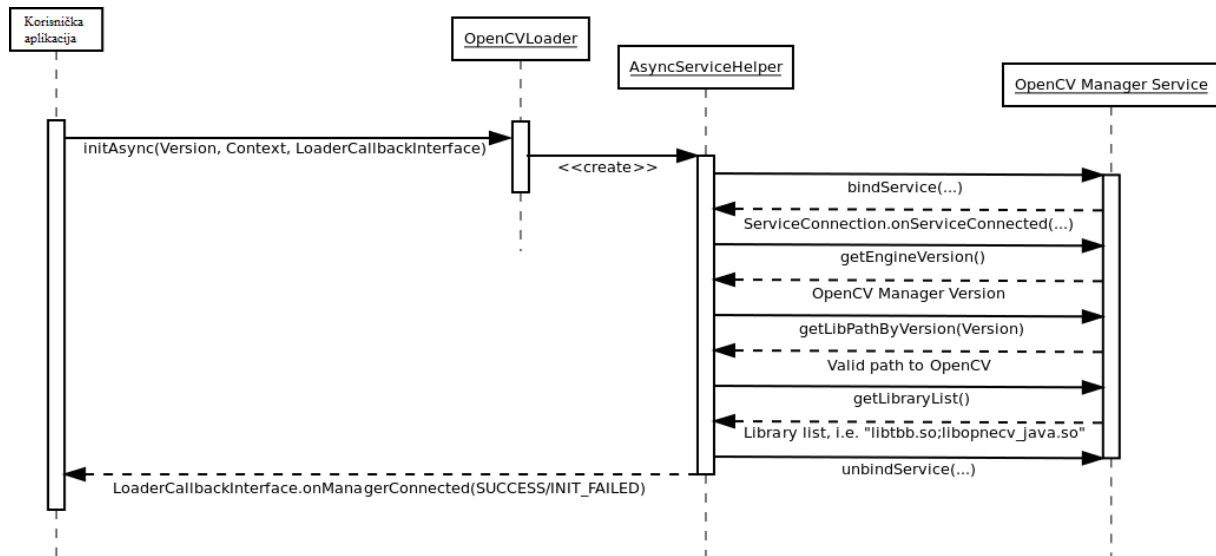 Korisnička
aplikacija
OpenCVLoader
AsyncServiceHelper
OpenCV Manager Service
initAsync(Version, Context, LoaderCallbackInterface)
<<create>>
bindService(...)
ServiceConnection.onServiceConnected(...)
getEngineVersion()
OpenCV Manager Version
getLibPathByVersion(Version)
Valid path to OpenCV
getLibraryList()
Library list, i.e. "libtbb.so;libopnecv_java.so"
unbindService(...)
LoaderCallbackInterface.onManagerConnected(SUCCESS/INIT_FAILED)